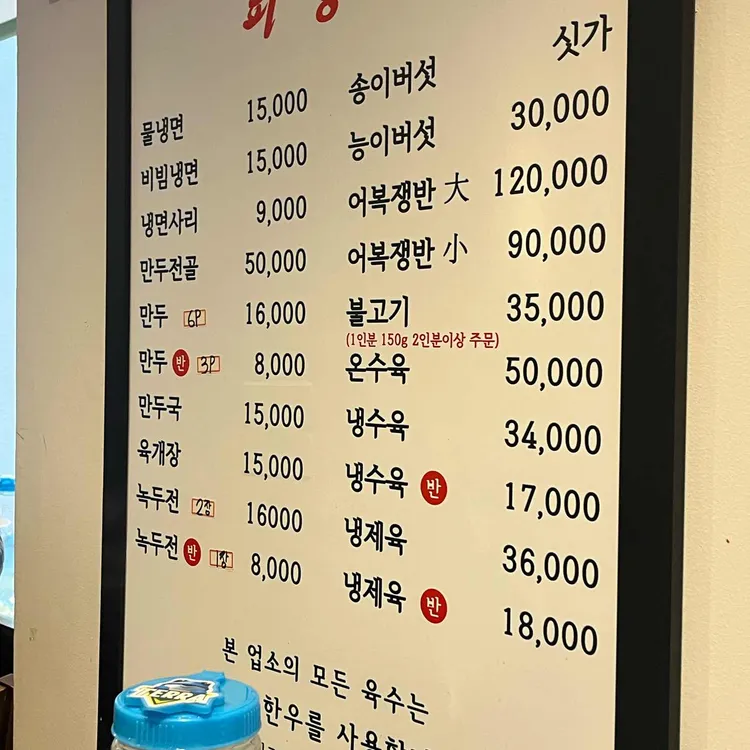 물냉면 15,000
비빔냉면 15,000
냉면사리 9,000
만두전골 50,000
만두 6P 16,000
만두 반 3P 8,000
만두국 15,000
육개장 15,000
녹두전 2장 16000
녹두전 반 1장 8,000
송이버섯 싯가
능이버섯 30,000
어복쟁반 大 120,000
어복쟁반 小 90,000
불고기 35,000
(1인분 150g 2인분이상 주문)
온수육 50,000
냉수육 34,000
냉수육 반 17,000
냉제육 36,000
냉제육 반 18,000
본 업소의 모든 육수는
한우를 사용
TERRA